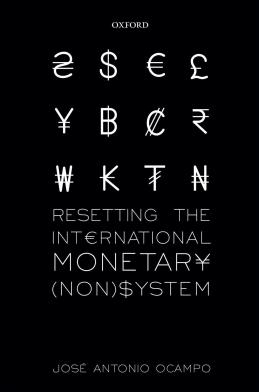 OXFORD
₴ $ € £
¥ ฿ ₡ ₹
₩ ₭ ₮ ₦
RESETTING THE
INT€RNATIONAL
MONETAR¥
(NON)$YSTEM
JOSÉ ANTONIO OCAMPO